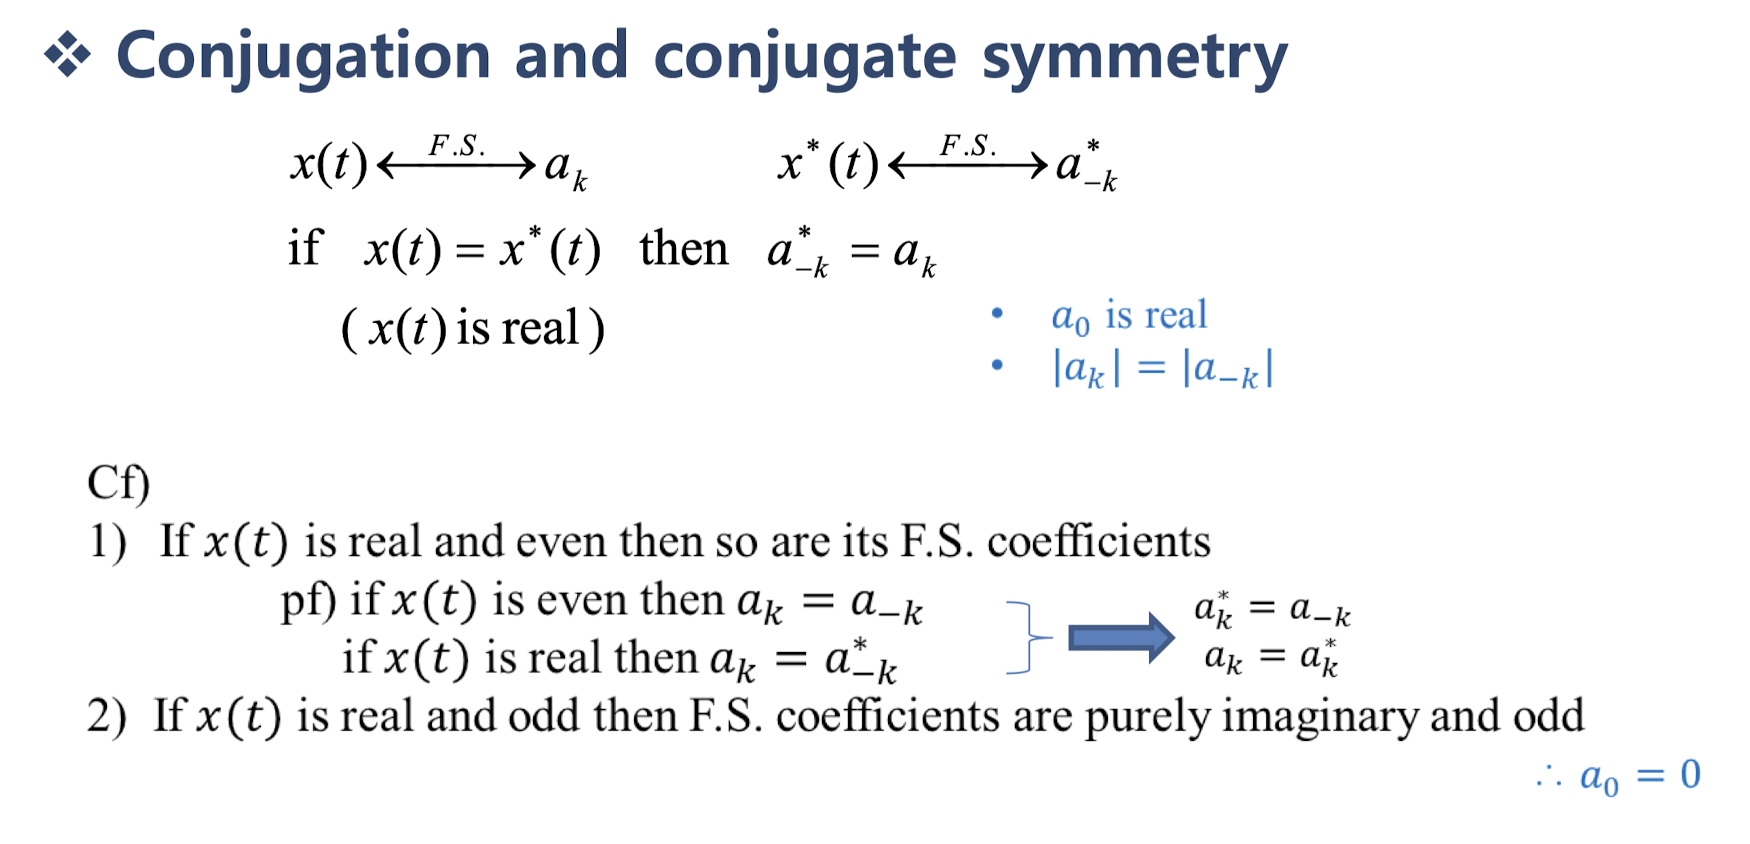 ❖ Conjugation and conjugate symmetry
x(t) ←F.S.→ a_k    x*(t) ←F.S.→ a*_{-k}
if x(t) = x*(t) then a*_{-k} = a_k
( x(t) is real )
• a_0 is real
• |a_k| = |a_{-k}|
Cf)
1) If x(t) is real and even then so are its F.S. coefficients
pf) if x(t) is even then a_k = a_{-k}
if x(t) is real then a_k = a*_{-k}
a*_k = a_{-k}
a_k = a*_k
2) If x(t) is real and odd then F.S. coefficients are purely imaginary and odd
∴ a_0 = 0